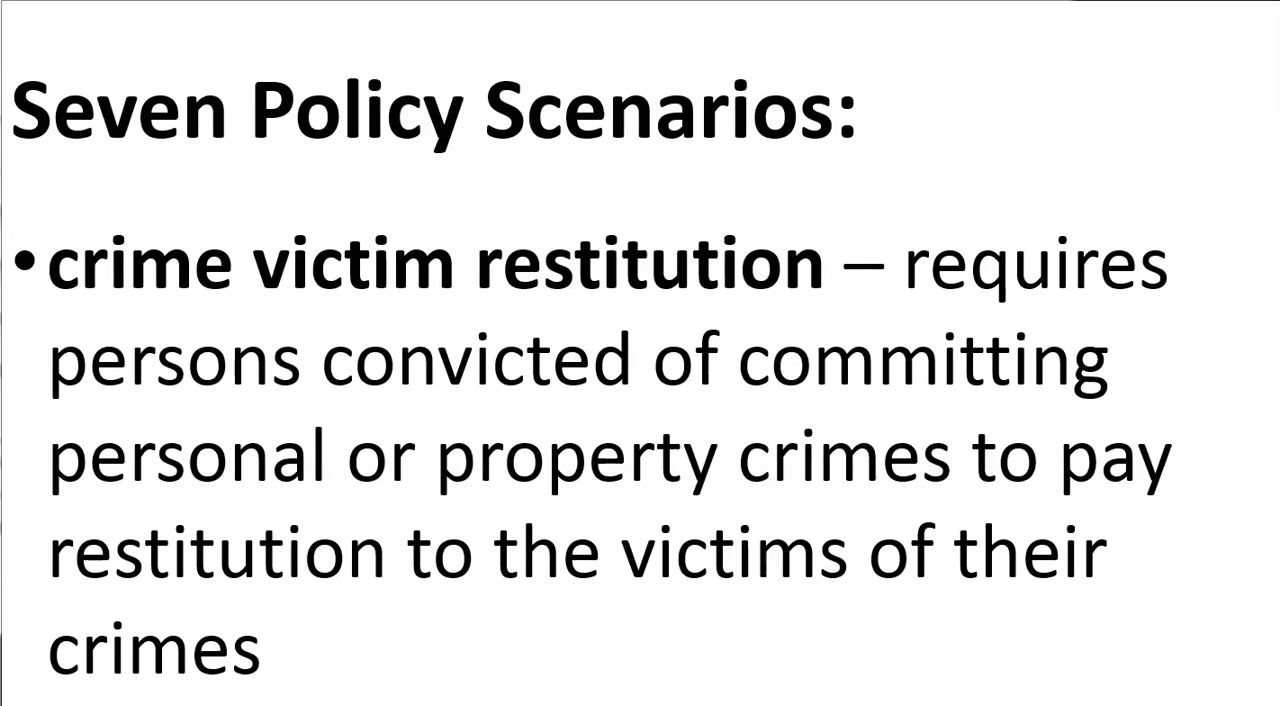 Seven Policy Scenarios:
•crime victim restitution – requires
persons convicted of committing
personal or property crimes to pay
restitution to the victims of their
crimes